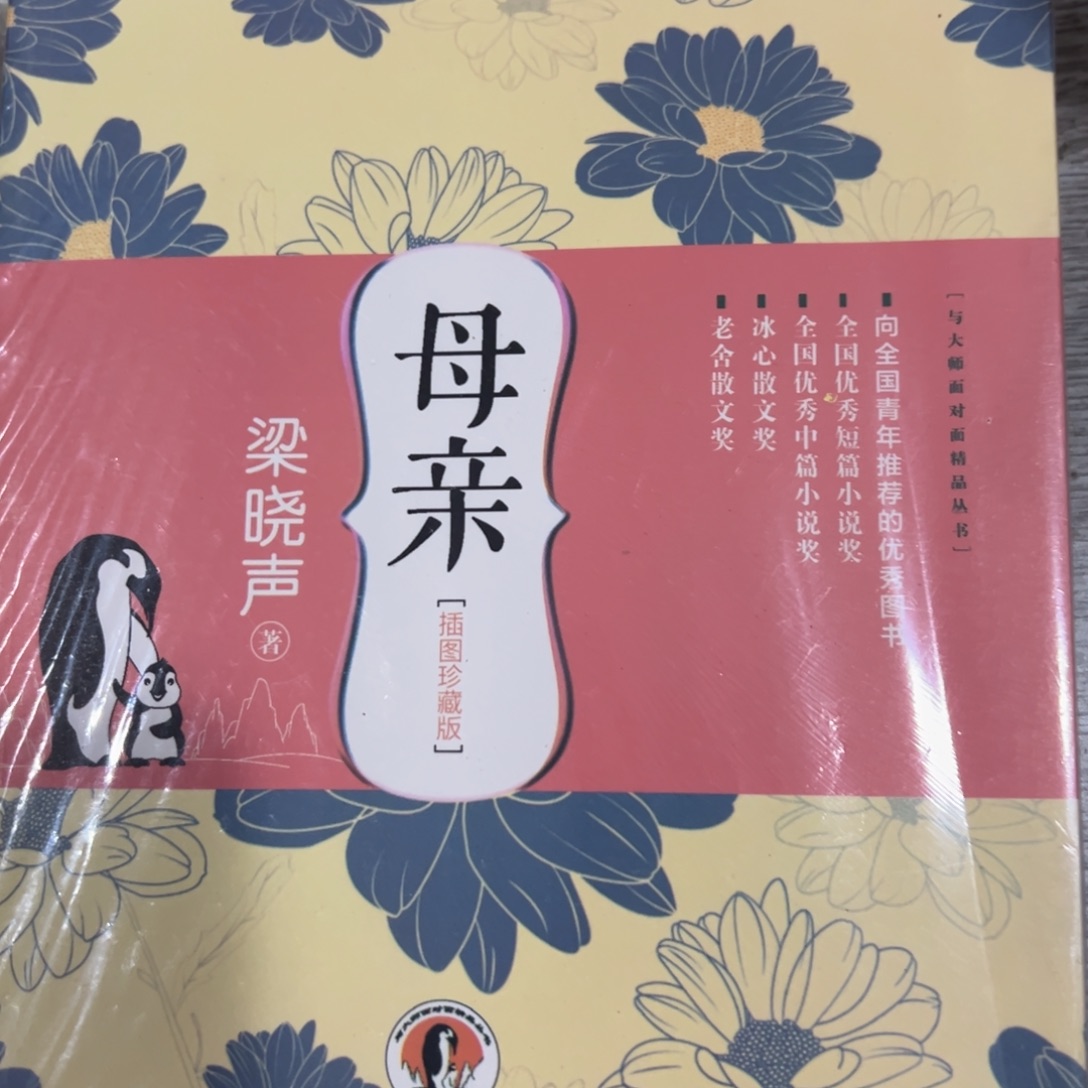 [与大师面对面精品丛书]
向全国青年推荐的优秀图书
全国优秀短篇小说奖
全国优秀中篇小说奖
冰心散文奖
老舍散文奖
母亲
[插图珍藏版]
梁晓声
著